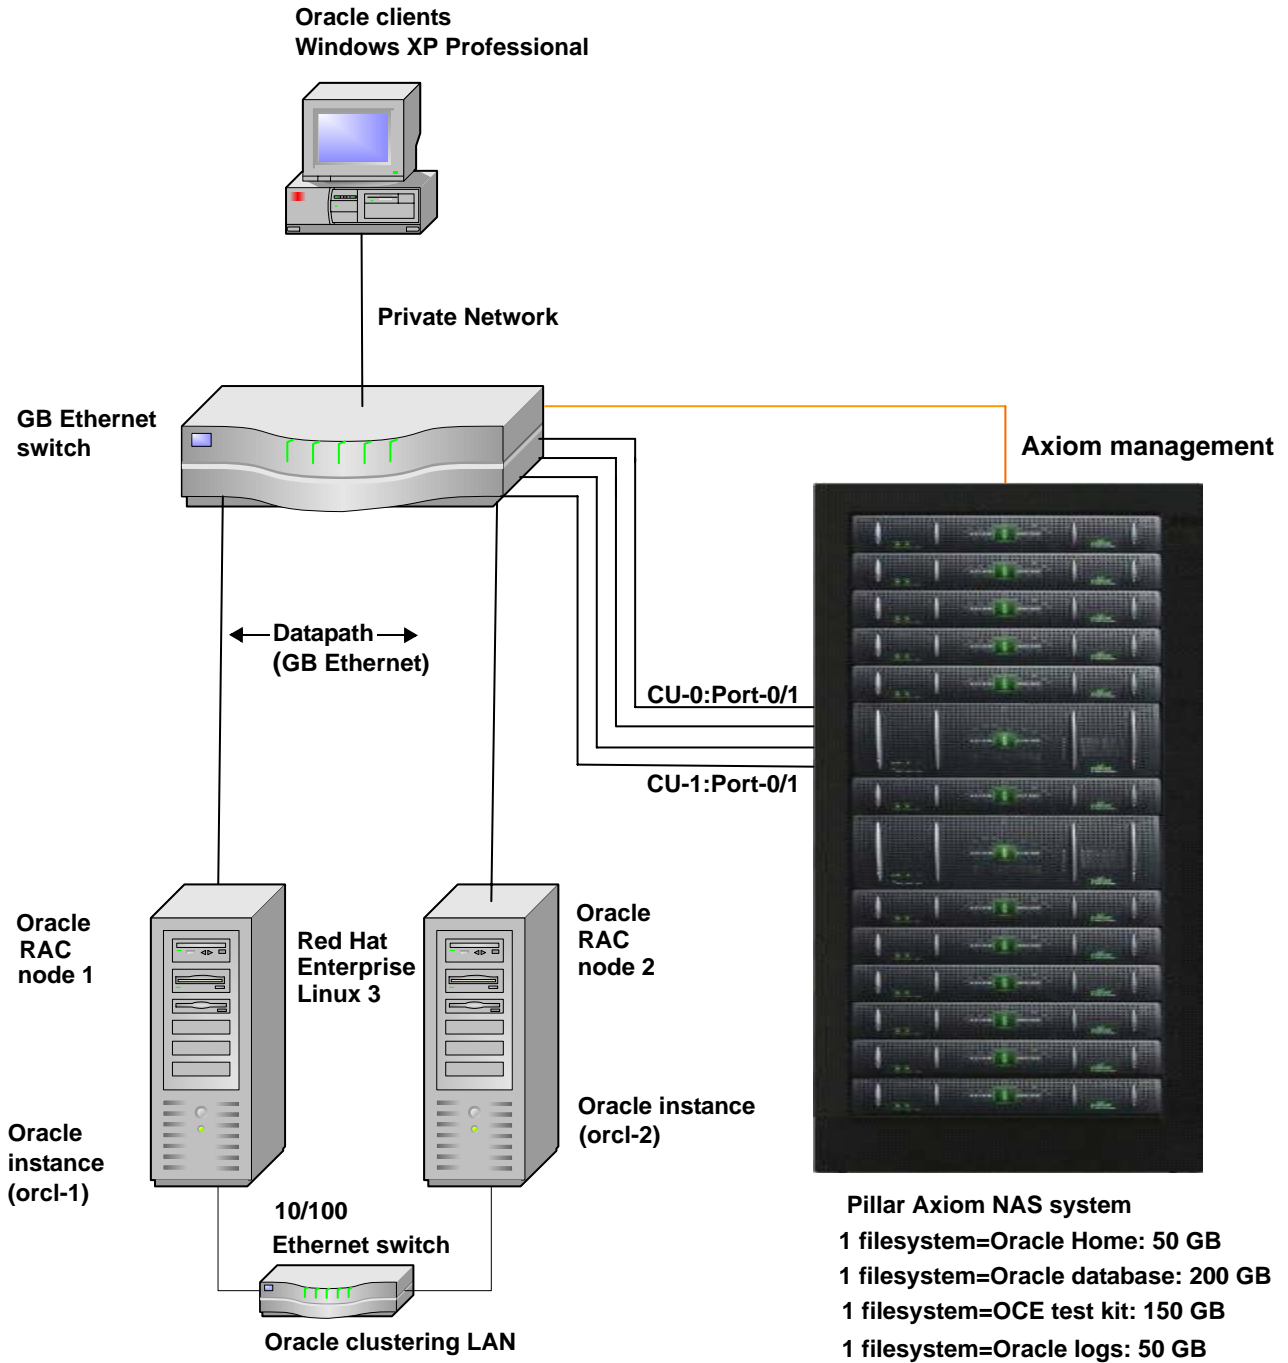 Oracle clients
Windows XP Professional
Private Network
GB Ethernet
switch
Axiom management
Datapath
(GB Ethernet)
CU-0:Port-0/1
CU-1:Port-0/1
Oracle
RAC
node 1
Red Hat
Enterprise
Linux 3
Oracle
RAC
node 2
Oracle
instance
(orcl-1)
Oracle instance
(orcl-2)
10/100
Ethernet switch
Oracle clustering LAN
Pillar Axiom NAS system
1 filesystem=Oracle Home: 50 GB
1 filesystem=Oracle database: 200 GB
1 filesystem=OCE test kit: 150 GB
1 filesystem=Oracle logs: 50 GB